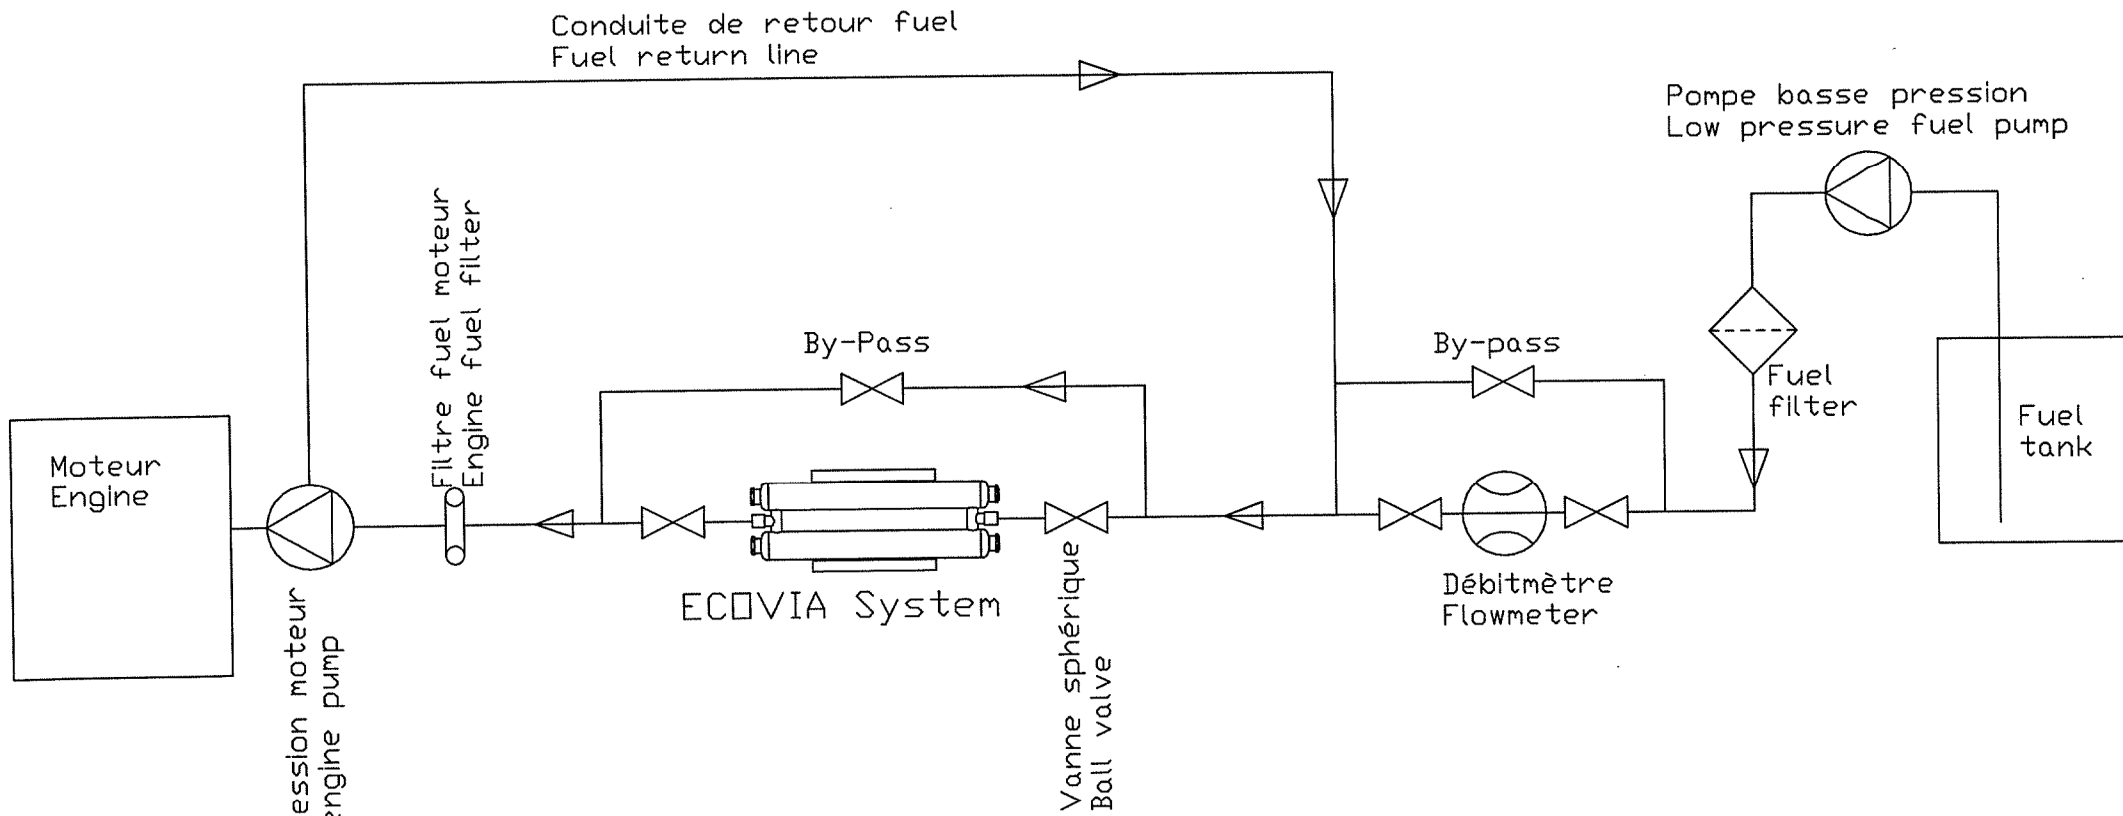 Conduite de retour fuel
Fuel return line
Pompe basse pression
Low pressure fuel pump
Filtre fuel moteur
Engine fuel filter
By-Pass
By-pass
Fuel
filter
Fuel
tank
Moteur
Engine
ECOVIA System
Débitmètre
Flowmeter
Vanne sphérique
Ball valve
ession moteur
engine pump